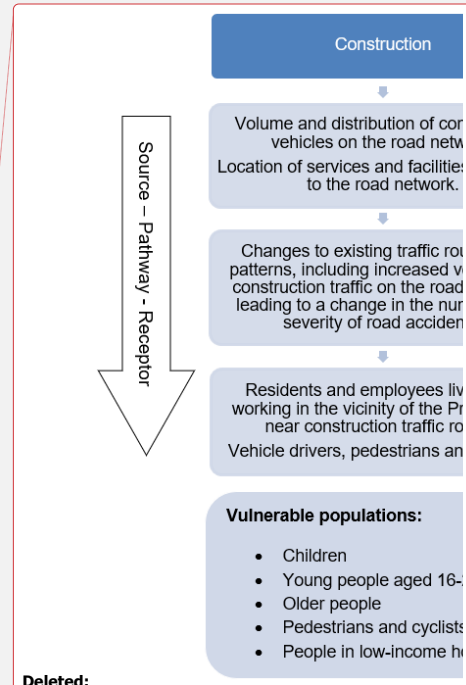 Construction
Source – Pathway - Receptor
Volume and distribution of con
vehicles on the road netw
Location of services and facilities
to the road network.
Changes to existing traffic rou
patterns, including increased v
construction traffic on the road
leading to a change in the nu
severity of road acciden
Residents and employees liv
working in the vicinity of the Pr
near construction traffic ro
Vehicle drivers, pedestrians an
Vulnerable populations:
• Children
• Young people aged 16-
• Older people
• Pedestrians and cyclists
• People in low-income ho
Deleted: